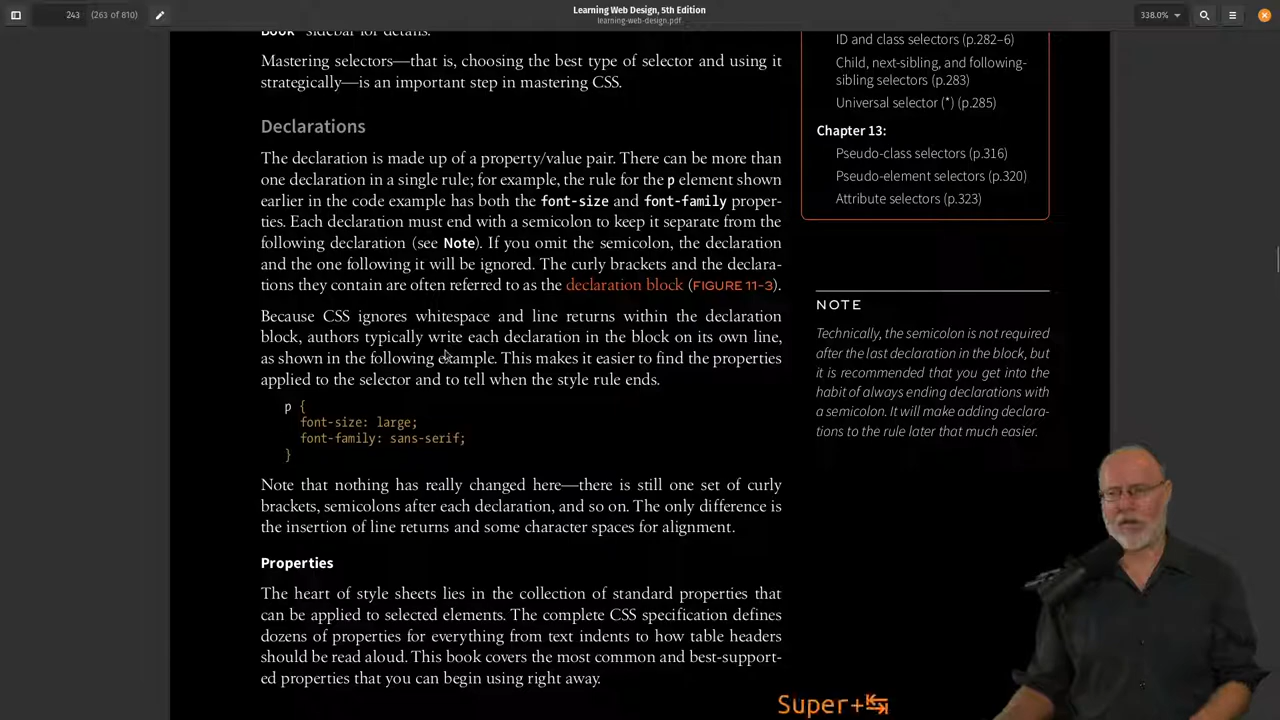 243
(263 of 810)
Learning Web Design, 5th Edition
learning-web-design.pdf
338.0%
Book" sidebar for details.
Mastering selectors—that is, choosing the best type of selector and using it
strategically—is an important step in mastering CSS.
Declarations
The declaration is made up of a property/value pair. There can be more than
one declaration in a single rule; for example, the rule for the p element shown
earlier in the code example has both the font-size and font-family proper-
ties. Each declaration must end with a semicolon to keep it separate from the
following declaration (see Note). If you omit the semicolon, the declaration
and the one following it will be ignored. The curly brackets and the declara-
tions they contain are often referred to as the declaration block (FIGURE 11-3).
Because CSS ignores whitespace and line returns within the declaration
block, authors typically write each declaration in the block on its own line,
as shown in the following example. This makes it easier to find the properties
applied to the selector and to tell when the style rule ends.
p {
font-size: large;
font-family: sans-serif;
}
Note that nothing has really changed here—there is still one set of curly
brackets, semicolons after each declaration, and so on. The only difference is
the insertion of line returns and some character spaces for alignment.
Properties
The heart of style sheets lies in the collection of standard properties that
can be applied to selected elements. The complete CSS specification defines
dozens of properties for everything from text indents to how table headers
should be read aloud. This book covers the most common and best-support-
ed properties that you can begin using right away.
ID and class selectors (p.282–6)
Child, next-sibling, and following-
sibling selectors (p.283)
Universal selector (*) (p.285)
Chapter 13:
Pseudo-class selectors (p.316)
Pseudo-element selectors (p.320)
Attribute selectors (p.323)
NOTE
Technically, the semicolon is not required
after the last declaration in the block, but
it is recommended that you get into the
habit of always ending declarations with
a semicolon. It will make adding declara-
tions to the rule later that much easier.
Super+↹